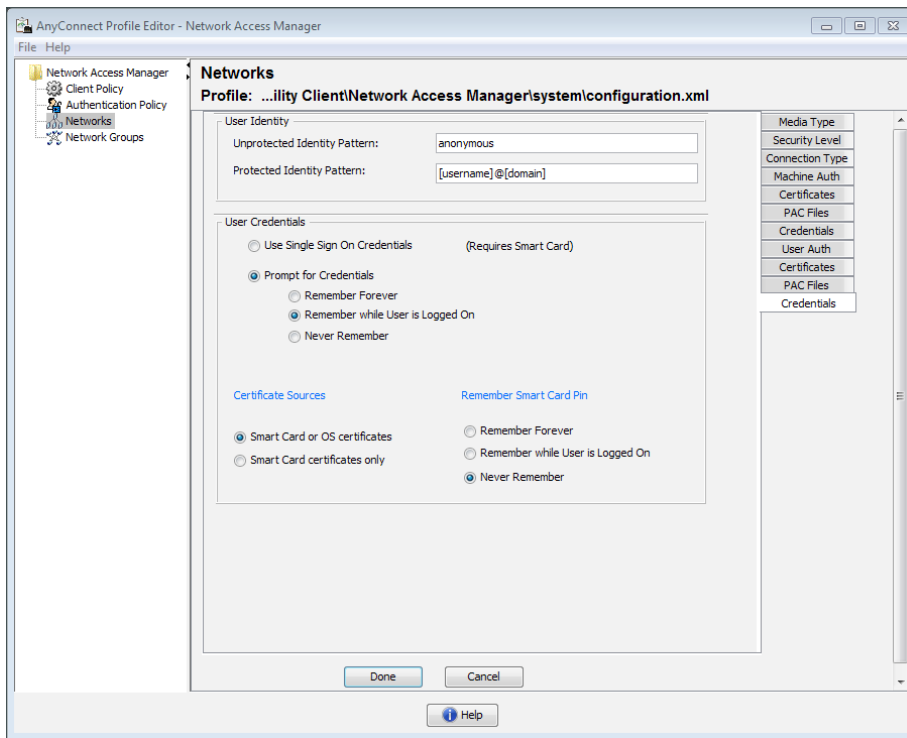 AnyConnect Profile Editor - Network Access Manager
File Help
Network Access Manager
Client Policy
Authentication Policy
Networks
Network Groups
Networks
Profile: ...ility Client\Network Access Manager\system\configuration.xml
User Identity
Unprotected Identity Pattern: anonymous
Protected Identity Pattern: [username]@[domain]
User Credentials
Use Single Sign On Credentials (Requires Smart Card)
Prompt for Credentials
Remember Forever
Remember while User is Logged On
Never Remember
Certificate Sources
Smart Card or OS certificates
Smart Card certificates only
Remember Smart Card Pin
Remember Forever
Remember while User is Logged On
Never Remember
Media Type
Security Level
Connection Type
Machine Auth
Certificates
PAC Files
Credentials
User Auth
Certificates
PAC Files
Credentials
Done Cancel
Help